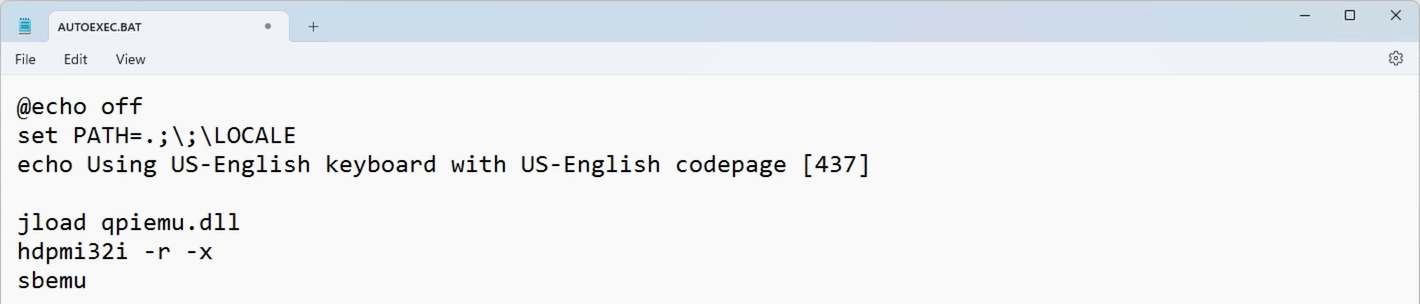 AUTOEXEC.BAT
File Edit View
@echo off
set PATH=.;\;\LOCALE
echo Using US-English keyboard with US-English codepage [437]
jload qpiemu.dll
hdpmi32i -r -x
sbemu